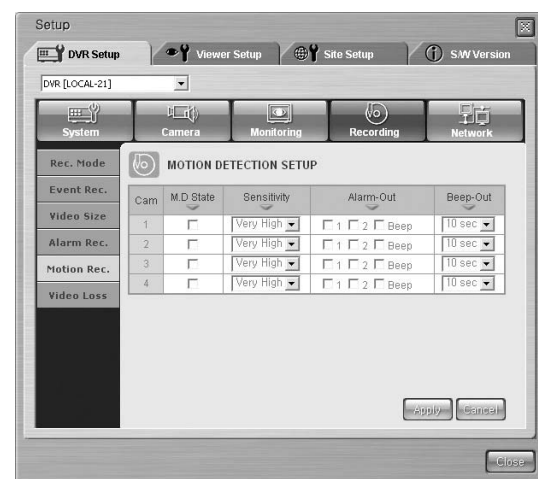 Setup
DVR Setup Viewer Setup Site Setup S/W Version
DVR [LOCAL-21]
System Camera Monitoring Recording Network
Rec. Mode
Event Rec.
Video Size
Alarm Rec.
Motion Rec.
Video Loss
MOTION DETECTION SETUP
Cam M.D State Sensitivity Alarm-Out Beep-Out
1 Very High 1 2 Beep 10 sec
2 Very High 1 2 Beep 10 sec
3 Very High 1 2 Beep 10 sec
4 Very High 1 2 Beep 10 sec
Apply Cancel
Close